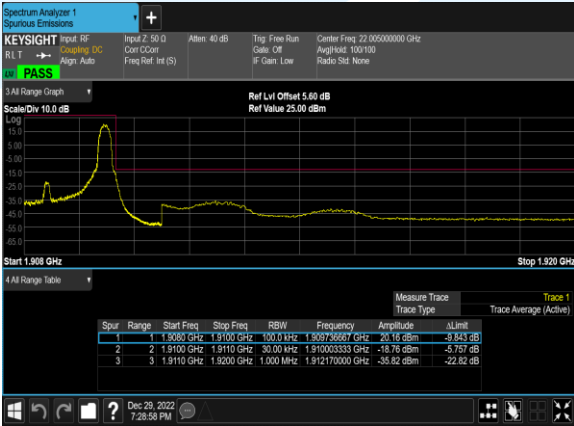 Spectrum Analyzer 1
Spurious Emissions
+
KEYSIGHT Input: RF Input Z: 50 Ω Atten: 40 dB Trig: Free Run Center Freq: 22.005000000 GHz
RLT Coupling: DC Corr CCorr Gate: Off Avg|Hold: 100/100
Align: Auto Freq Ref: Int (S) IF Gain: Low Radio Std: None
LW PASS
3 All Range Graph
Ref Lvl Offset 5.60 dB
Scale/Div 10.0 dB Ref Value 25.00 dBm
Log
15.0
5.00
-5.00
-15.0
-25.0
-35.0
-45.0
-55.0
-65.0
Start 1.908 GHz Stop 1.920 GHz
4 All Range Table
Measure Trace Trace 1
Trace Type Trace Average (Active)
Spur Range Start Freq Stop Freq RBW Frequency Amplitude ΔLimit
1 1 1.9080 GHz 1.9100 GHz 100.0 kHz 1.909736667 GHz 20.16 dBm -9.843 dB
2 2 1.9100 GHz 1.9110 GHz 30.00 kHz 1.910003333 GHz -18.76 dBm -5.757 dB
3 3 1.9110 GHz 1.9200 GHz 1.000 MHz 1.912170000 GHz -35.82 dBm -22.82 dB
?
Dec 29, 2022
7:28:58 PM